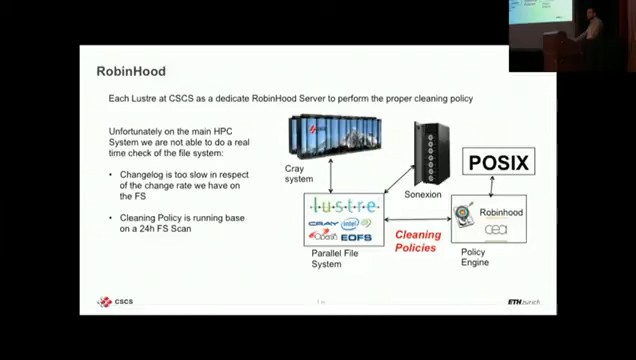 RobinHood
Each Lustre at CSCS as a dedicate RobinHood Server to perform the proper cleaning policy
Unfortunately on the main HPC
System we are not able to do a real
time check of the file system:
• Changelog is too slow in respect
of the change rate we have on
the FS
• Cleaning Policy is running base
on a 24h FS Scan
Cray
system
Sonexion
POSIX
lustre
CRAY intel
OpenSFS EOFS
Robinhood
cea
Cleaning
Policies
Parallel File
System
Policy
Engine
CSCS
ETH zürich